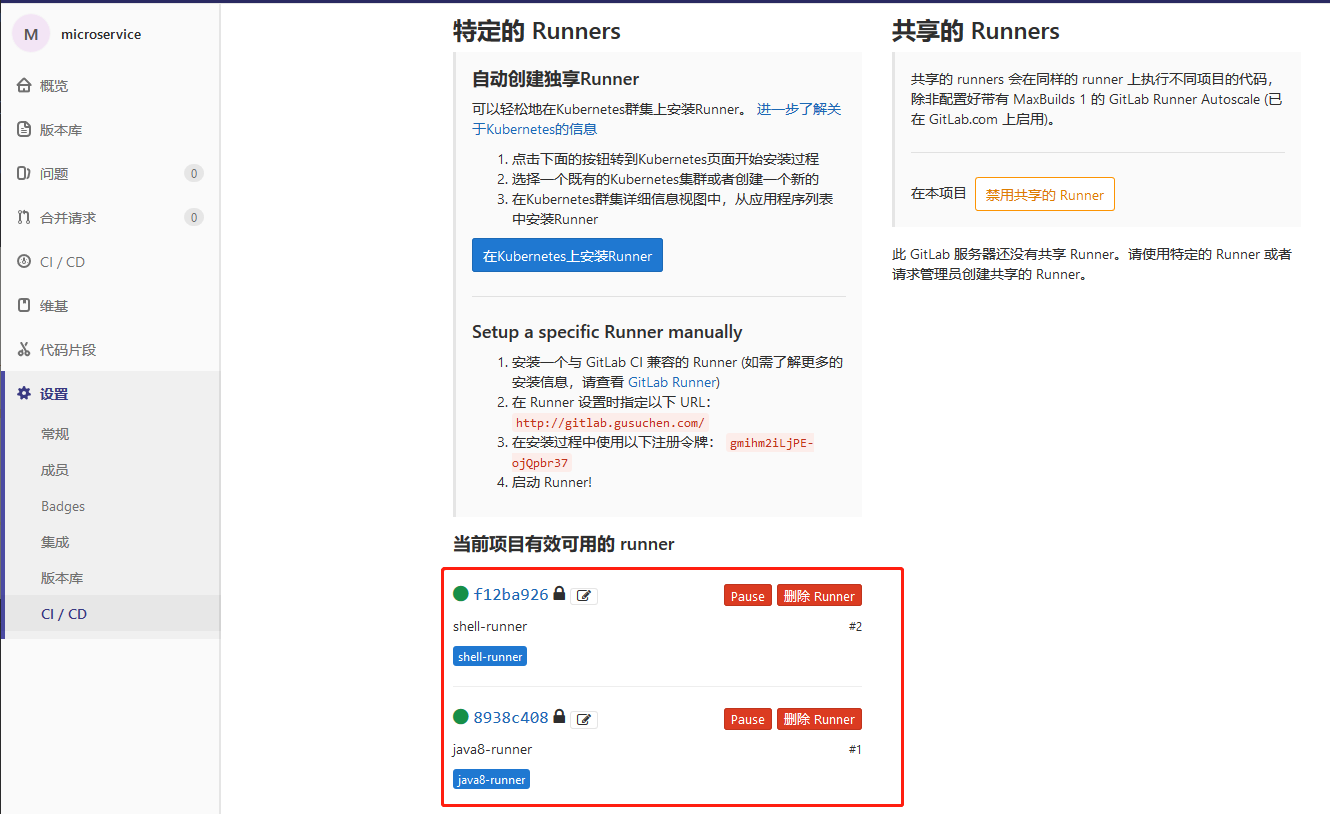 M microservice
概览
版本库
问题 0
合并请求 0
CI / CD
维基
代码片段
设置
常规
成员
Badges
集成
版本库
CI / CD
特定的 Runners
自动创建独享Runner
可以轻松地在Kubernetes群集上安装Runner。 进一步了解关
于Kubernetes的信息
1. 点击下面的按钮转到Kubernetes页面开始安装过程
2. 选择一个既有的Kubernetes集群或者创建一个新的
3. 在Kubernetes群集详细信息视图中，从应用程序列表
中安装Runner
在Kubernetes上安装Runner
Setup a specific Runner manually
1. 安装一个与 GitLab CI 兼容的 Runner (如需了解更多的
安装信息，请查看 GitLab Runner)
2. 在 Runner 设置时指定以下 URL：
http://gitlab.gusuchen.com/
3. 在安装过程中使用以下注册令牌： gmihm2iLjPE-
ojQpbr37
4. 启动 Runner!
当前项目有效可用的 runner
f12ba926 Pause 删除 Runner
shell-runner #2
shell-runner
8938c408 Pause 删除 Runner
java8-runner #1
java8-runner
共享的 Runners
共享的 runners 会在同样的 runner 上执行不同项目的代码，
除非配置好带有 MaxBuilds 1 的 GitLab Runner Autoscale (已
在 GitLab.com 上启用)。
在本项目 禁用共享的 Runner
此 GitLab 服务器还没有共享 Runner。请使用特定的 Runner 或者
请求管理员创建共享的 Runner。